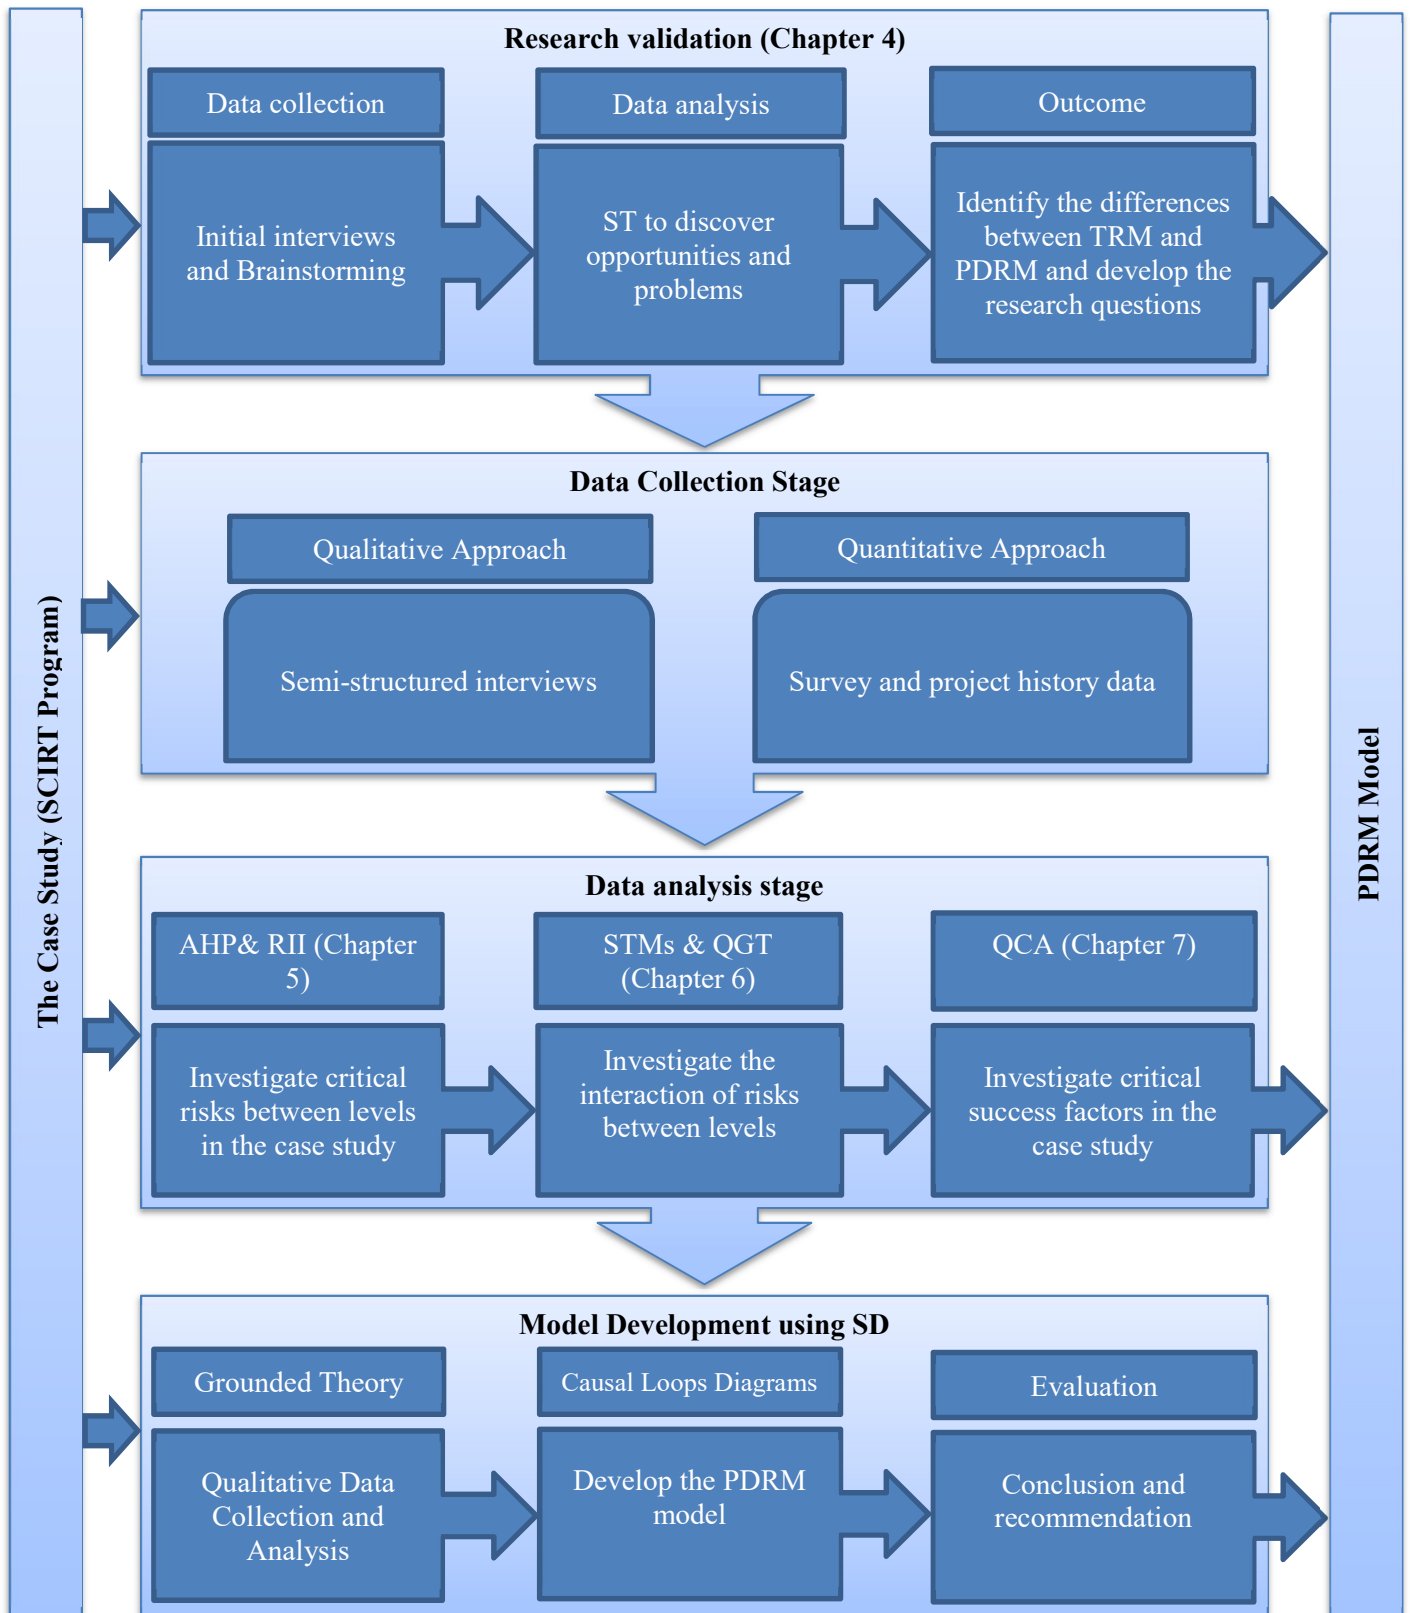 The Case Study (SCIRT Program)
Research validation (Chapter 4)
Data collection
Initial interviews
and Brainstorming
Data analysis
ST to discover
opportunities and
problems
Outcome
Identify the differences
between TRM and
PDRM and develop the
research questions
Data Collection Stage
Qualitative Approach
Semi-structured interviews
Quantitative Approach
Survey and project history data
Data analysis stage
AHP& RII (Chapter
5)
Investigate critical
risks between levels
in the case study
STMs & QGT
(Chapter 6)
Investigate the
interaction of risks
between levels
QCA (Chapter 7)
Investigate critical
success factors in the
case study
Model Development using SD
Grounded Theory
Qualitative Data
Collection and
Analysis
Causal Loops Diagrams
Develop the PDRM
model
Evaluation
Conclusion and
recommendation
PDRM Model